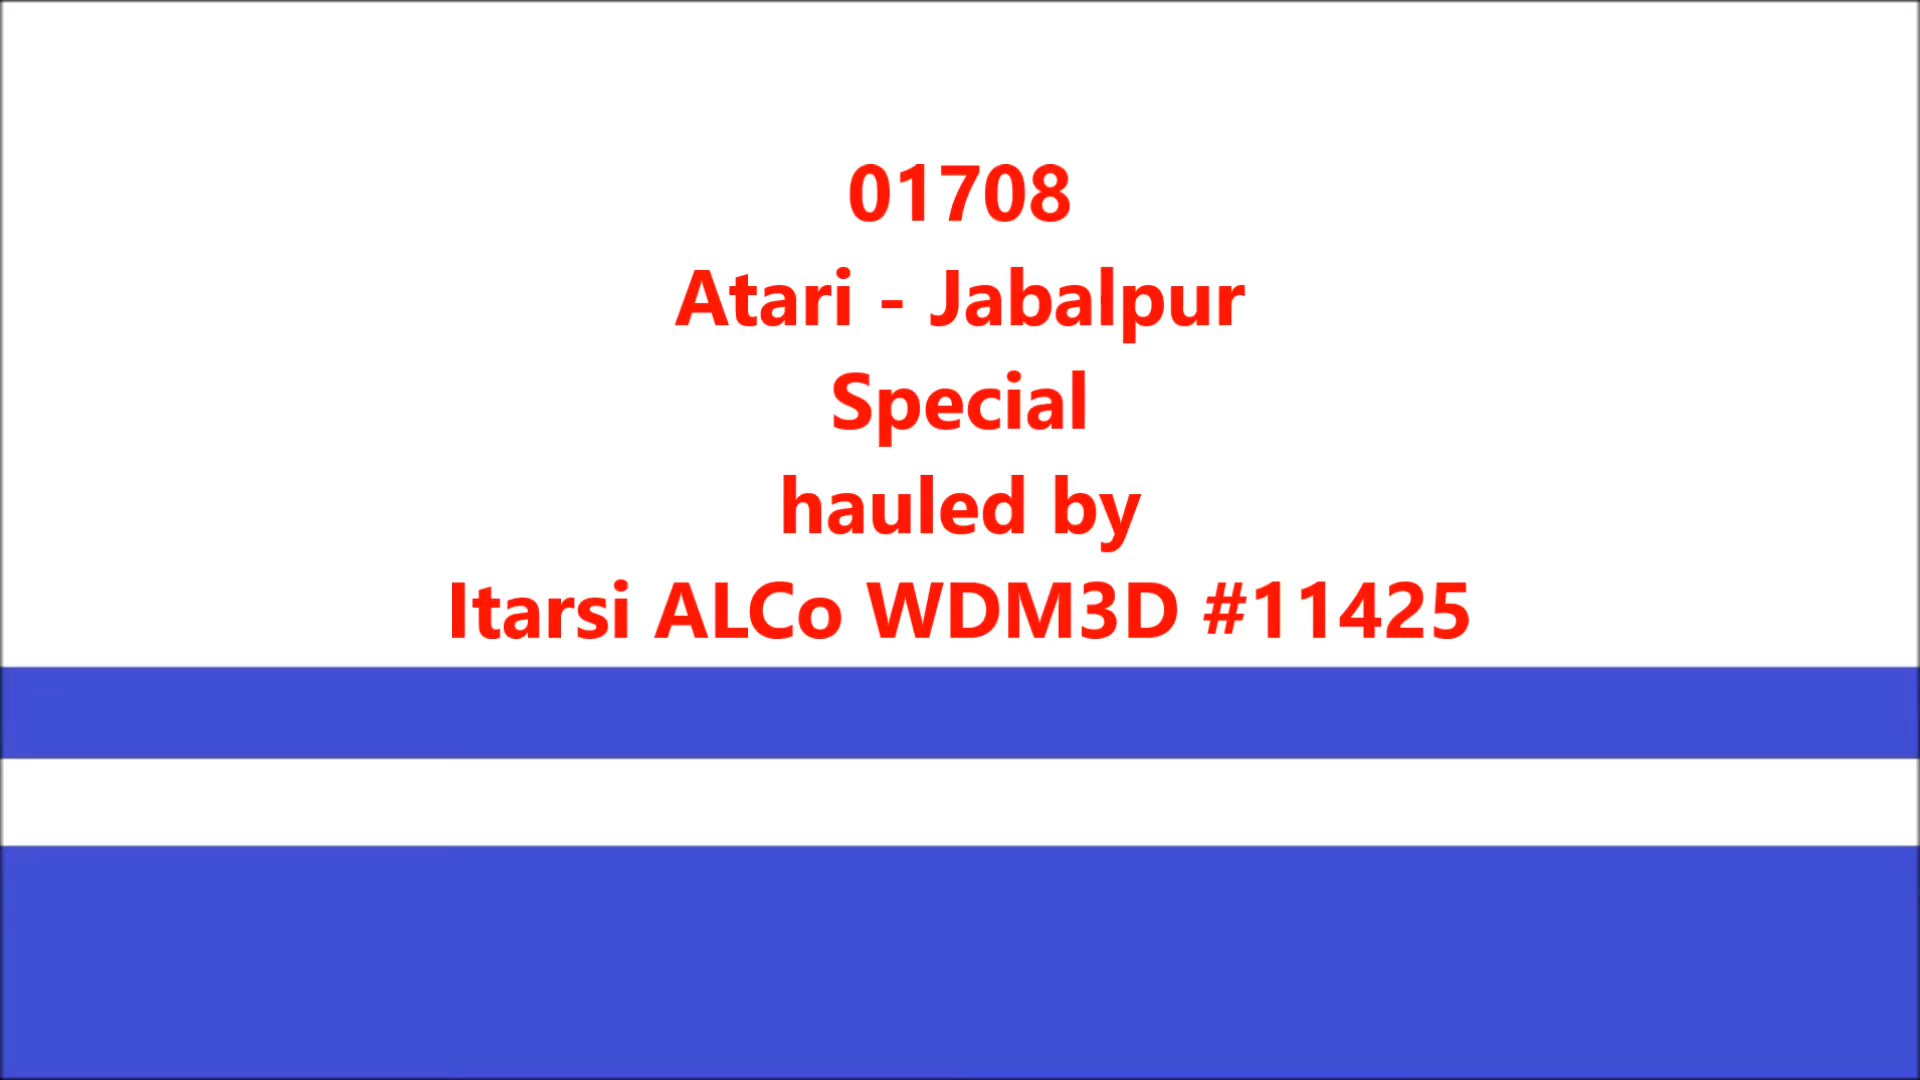 01708
Atari - Jabalpur
Special
hauled by
Itarsi ALCo WDM3D #11425